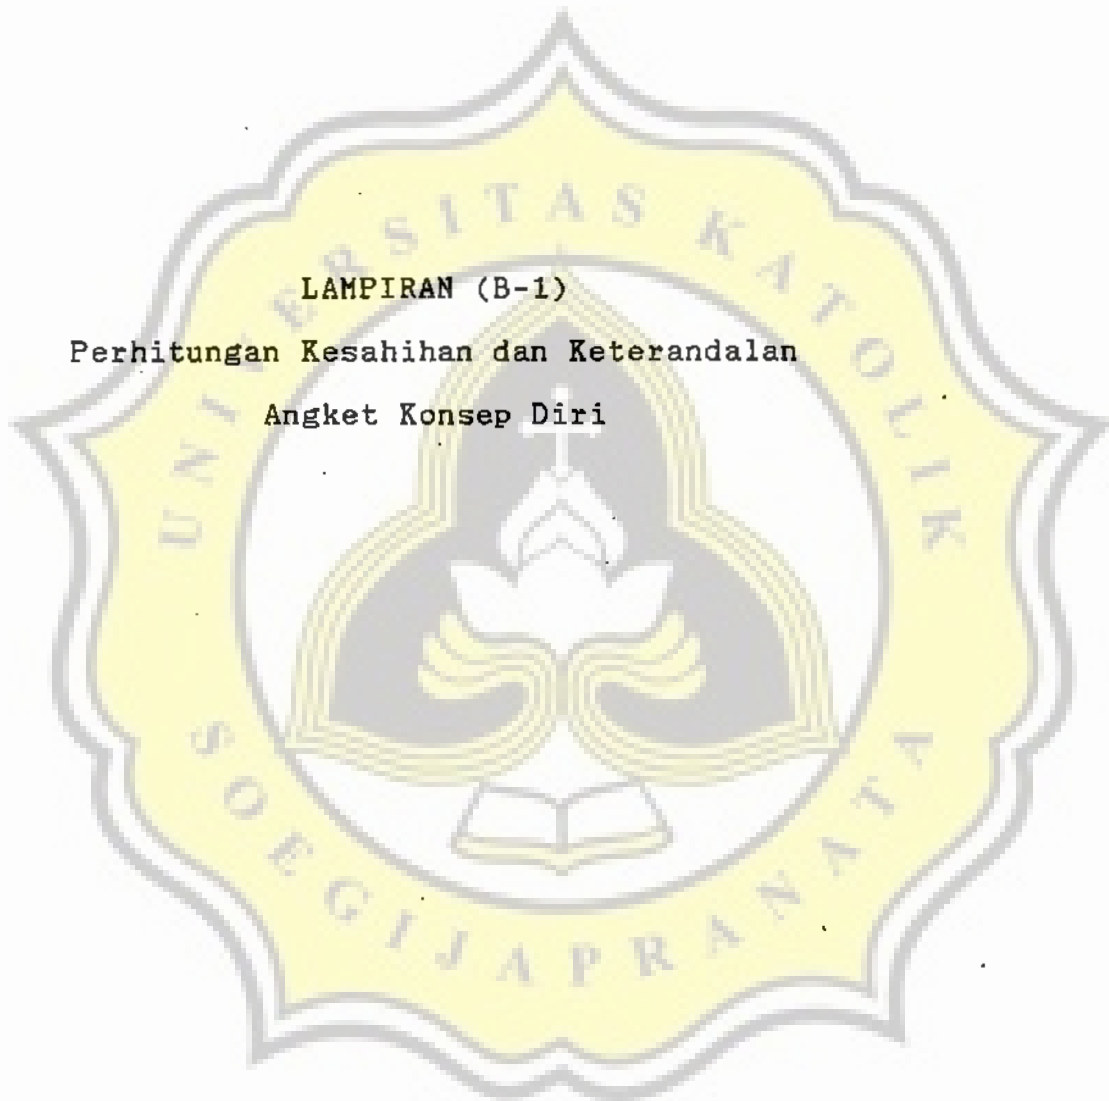 UNIVERSITAS KATOLIK
LAMPIRAN (B-1)
Perhitungan Kesahihan dan Keterandalan
Angket Konsep Diri
SOEGIJAPRANATA